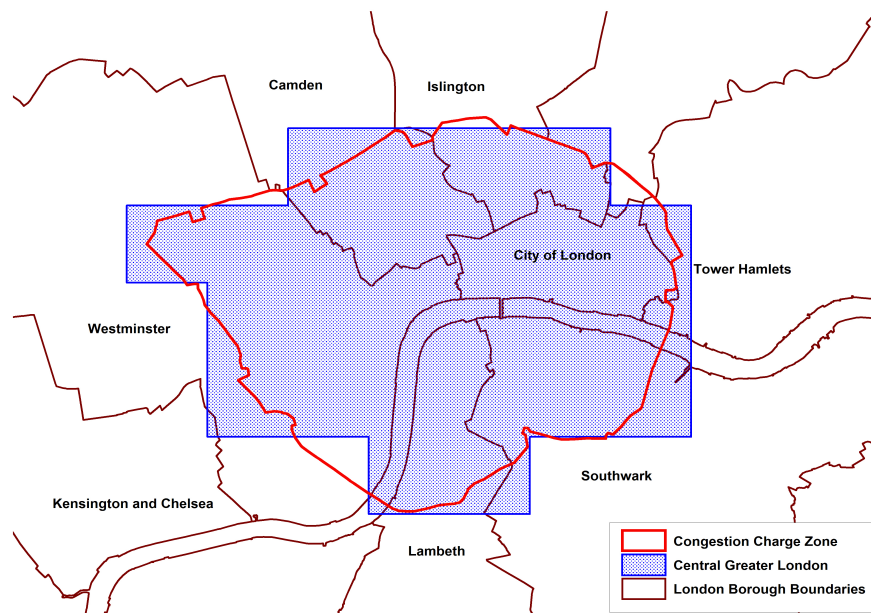 Camden
Islington
City of London
Tower Hamlets
Westminster
Southwark
Kensington and Chelsea
Lambeth
Congestion Charge Zone
Central Greater London
London Borough Boundaries